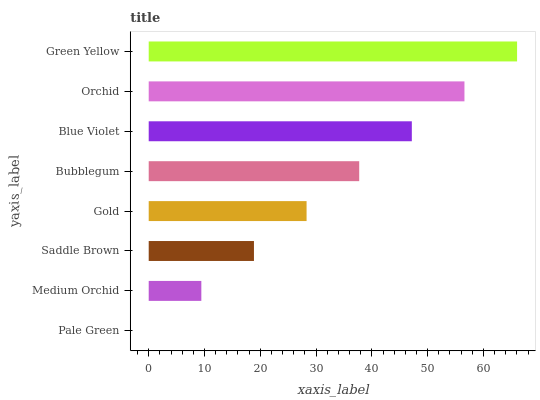 title
Green Yellow
Orchid
Blue Violet
Bubblegum
Gold
Saddle Brown
Medium Orchid
Pale Green
yaxis_label
0 10 20 30 40 50 60
xaxis_label